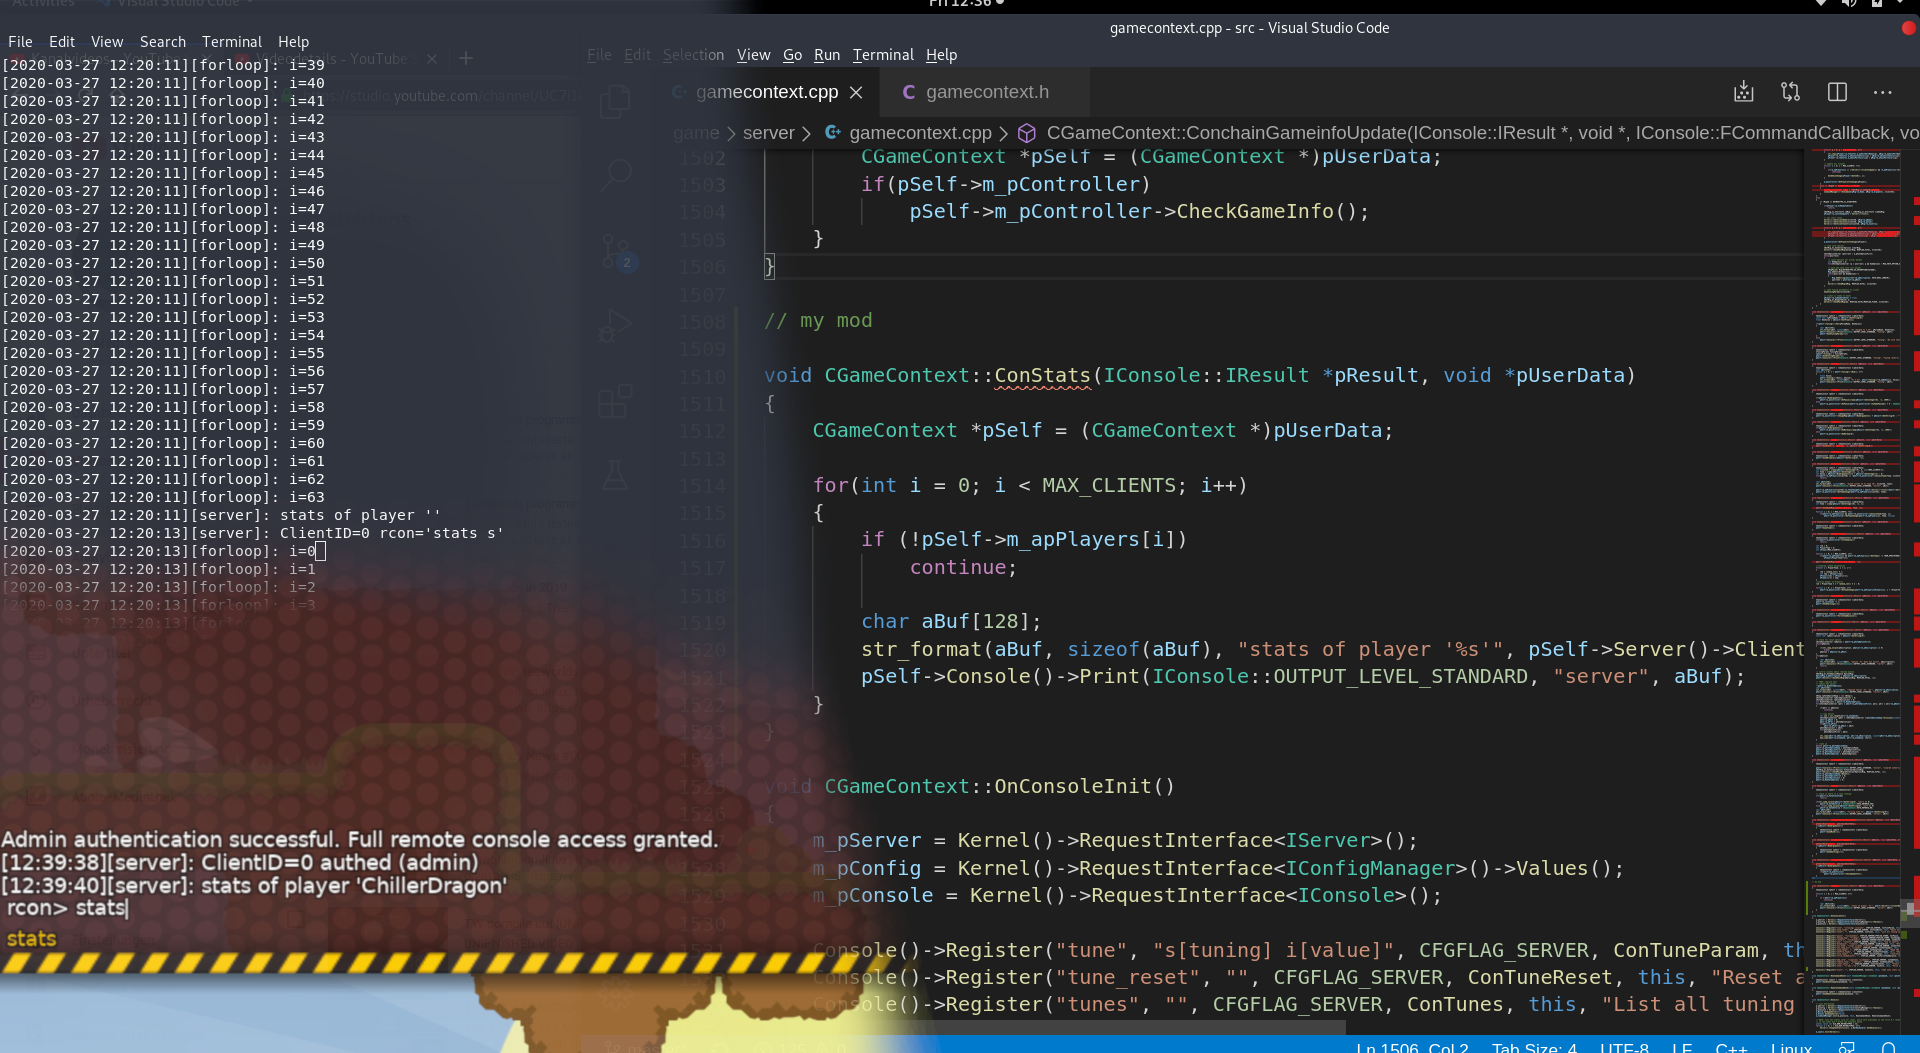 Activities
Visual Studio Code
Fri 12:36
File Edit View Search Terminal Help
[2020-03-27 12:20:11][forloop]: i=39
[2020-03-27 12:20:11][forloop]: i=40
[2020-03-27 12:20:11][forloop]: i=41
[2020-03-27 12:20:11][forloop]: i=42
[2020-03-27 12:20:11][forloop]: i=43
[2020-03-27 12:20:11][forloop]: i=44
[2020-03-27 12:20:11][forloop]: i=45
[2020-03-27 12:20:11][forloop]: i=46
[2020-03-27 12:20:11][forloop]: i=47
[2020-03-27 12:20:11][forloop]: i=48
[2020-03-27 12:20:11][forloop]: i=49
[2020-03-27 12:20:11][forloop]: i=50
[2020-03-27 12:20:11][forloop]: i=51
[2020-03-27 12:20:11][forloop]: i=52
[2020-03-27 12:20:11][forloop]: i=53
[2020-03-27 12:20:11][forloop]: i=54
[2020-03-27 12:20:11][forloop]: i=55
[2020-03-27 12:20:11][forloop]: i=56
[2020-03-27 12:20:11][forloop]: i=57
[2020-03-27 12:20:11][forloop]: i=58
[2020-03-27 12:20:11][forloop]: i=59
[2020-03-27 12:20:11][forloop]: i=60
[2020-03-27 12:20:11][forloop]: i=61
[2020-03-27 12:20:11][forloop]: i=62
[2020-03-27 12:20:11][forloop]: i=63
[2020-03-27 12:20:11][server]: stats of player ''
[2020-03-27 12:20:13][server]: ClientID=0 rcon='stats s'
[2020-03-27 12:20:13][forloop]: i=0
[2020-03-27 12:20:13][forloop]: i=1
[2020-03-27 12:20:13][forloop]: i=2
[2020-03-27 12:20:13][forloop]: i=3
Admin authentication successful. Full remote console access granted.
[12:39:38][server]: ClientID=0 authed (admin)
[12:39:40][server]: stats of player 'ChillerDragon'
rcon> stats
stats
gamecontext.cpp - src - Visual Studio Code
File Edit Selection View Go Run Terminal Help
gamecontext.cpp
C gamecontext.h
game > server > gamecontext.cpp > CGameContext::ConchainGameinfoUpdate(IConsole::IResult *, void *, IConsole::FCommandCallback, vo
2
1502 CGameContext *pSelf = (CGameContext *)pUserData;
1503 if(pSelf->m_pController)
1504 pSelf->m_pController->CheckGameInfo();
1505 }
1506 }
1507
1508 // my mod
1509
1510 void CGameContext::ConStats(IConsole::IResult *pResult, void *pUserData)
1511 {
1512 CGameContext *pSelf = (CGameContext *)pUserData;
1513
1514 for(int i = 0; i < MAX_CLIENTS; i++)
1515 {
1516 if (!pSelf->m_apPlayers[i])
1517 continue;
1518
1519 char aBuf[128];
1520 str_format(aBuf, sizeof(aBuf), "stats of player '%s'", pSelf->Server()->Client
pSelf->Console()->Print(IConsole::OUTPUT_LEVEL_STANDARD, "server", aBuf);
}
}
1525 void CGameContext::OnConsoleInit()
{
m_pServer = Kernel()->RequestInterface<IServer>();
m_pConfig = Kernel()->RequestInterface<IConfigManager>()->Values();
m_pConsole = Kernel()->RequestInterface<IConsole>();
Console()->Register("tune", "s[tuning] i[value]", CFGFLAG_SERVER, ConTuneParam, th
Console()->Register("tune_reset", "", CFGFLAG_SERVER, ConTuneReset, this, "Reset a
Console()->Register("tunes", "", CFGFLAG_SERVER, ConTunes, this, "List all tuning
Ln 1506, Col 2 Tab Size: 4 UTF-8 LF C++ Linux